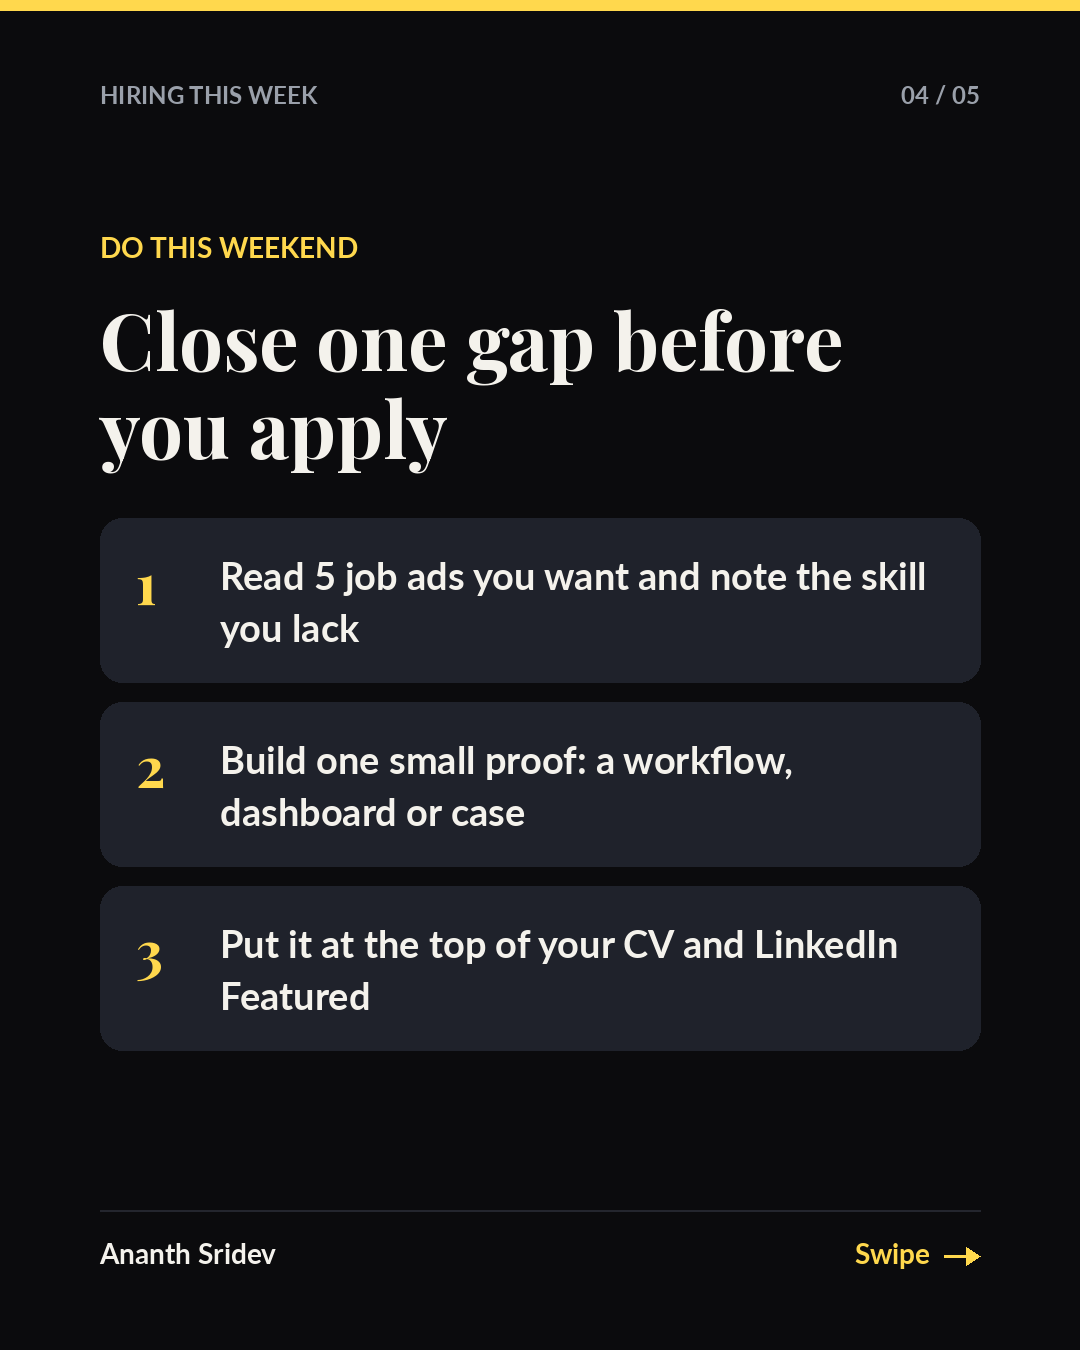 HIRING THIS WEEK
04 / 05
DO THIS WEEKEND
Close one gap before
you apply
1
Read 5 job ads you want and note the skill
you lack
2
Build one small proof: a workflow,
dashboard or case
3
Put it at the top of your CV and LinkedIn
Featured
Ananth Sridev
Swipe